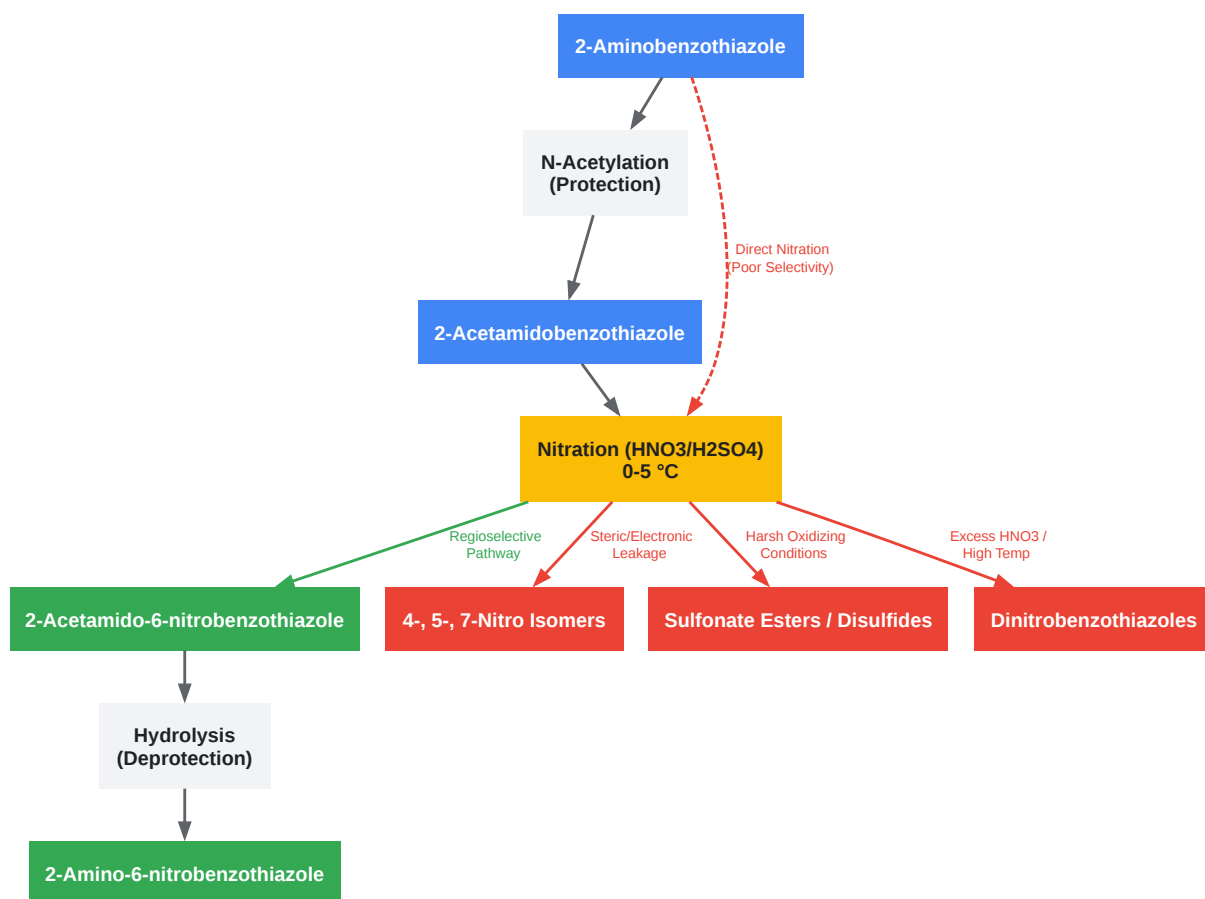 2-Aminobenzothiazole
N-Acetylation
(Protection)
Direct Nitration
(Poor Selectivity)
2-Acetamidobenzothiazole
Nitration (HNO3/H2SO4)
0-5 °C
Regioselective
Pathway
Steric/Electronic
Leakage
Harsh Oxidizing
Conditions
Excess HNO3 /
High Temp
2-Acetamido-6-nitrobenzothiazole
4-, 5-, 7-Nitro Isomers
Sulfonate Esters / Disulfides
Dinitrobenzothiazoles
Hydrolysis
(Deprotection)
2-Amino-6-nitrobenzothiazole